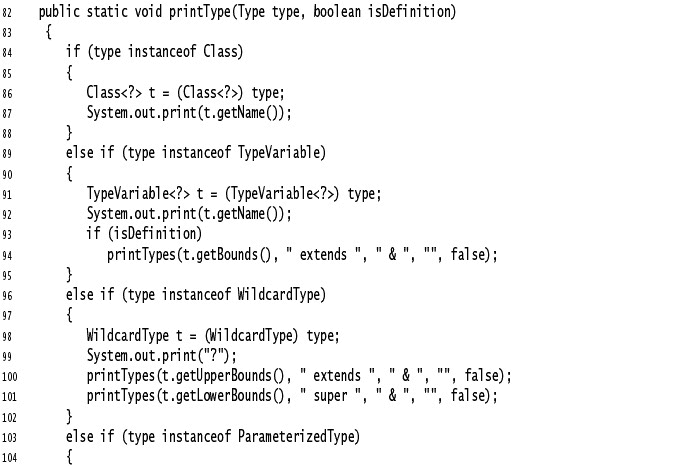 82 public static void printType(Type type, boolean isDefinition)
83 {
84 if (type instanceof Class)
85 {
86 Class<?> t = (Class<?>) type;
87 System.out.print(t.getName());
88 }
89 else if (type instanceof TypeVariable)
90 {
91 TypeVariable<?> t = (TypeVariable<?>) type;
92 System.out.print(t.getName());
93 if (isDefinition)
94 printTypes(t.getBounds(), " extends ", " & ", "", false);
95 }
96 else if (type instanceof WildcardType)
97 {
98 WildcardType t = (WildcardType) type;
99 System.out.print("?");
100 printTypes(t.getUpperBounds(), " extends ", " & ", "", false);
101 printTypes(t.getLowerBounds(), " super ", " & ", "", false);
102 }
103 else if (type instanceof ParameterizedType)
104 {